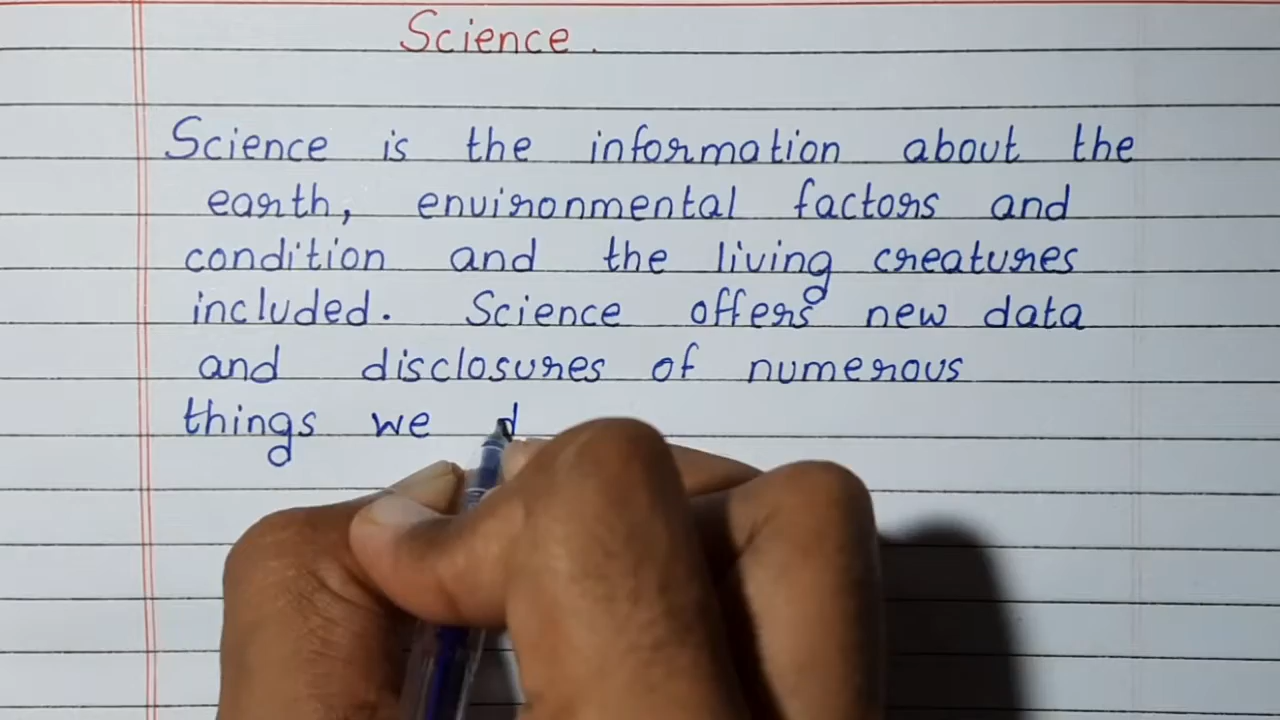 Science.
Science is the information about the
earth, environmental factors and
condition and the living creatures
included. Science offers new data
and disclosures of numerous
things we